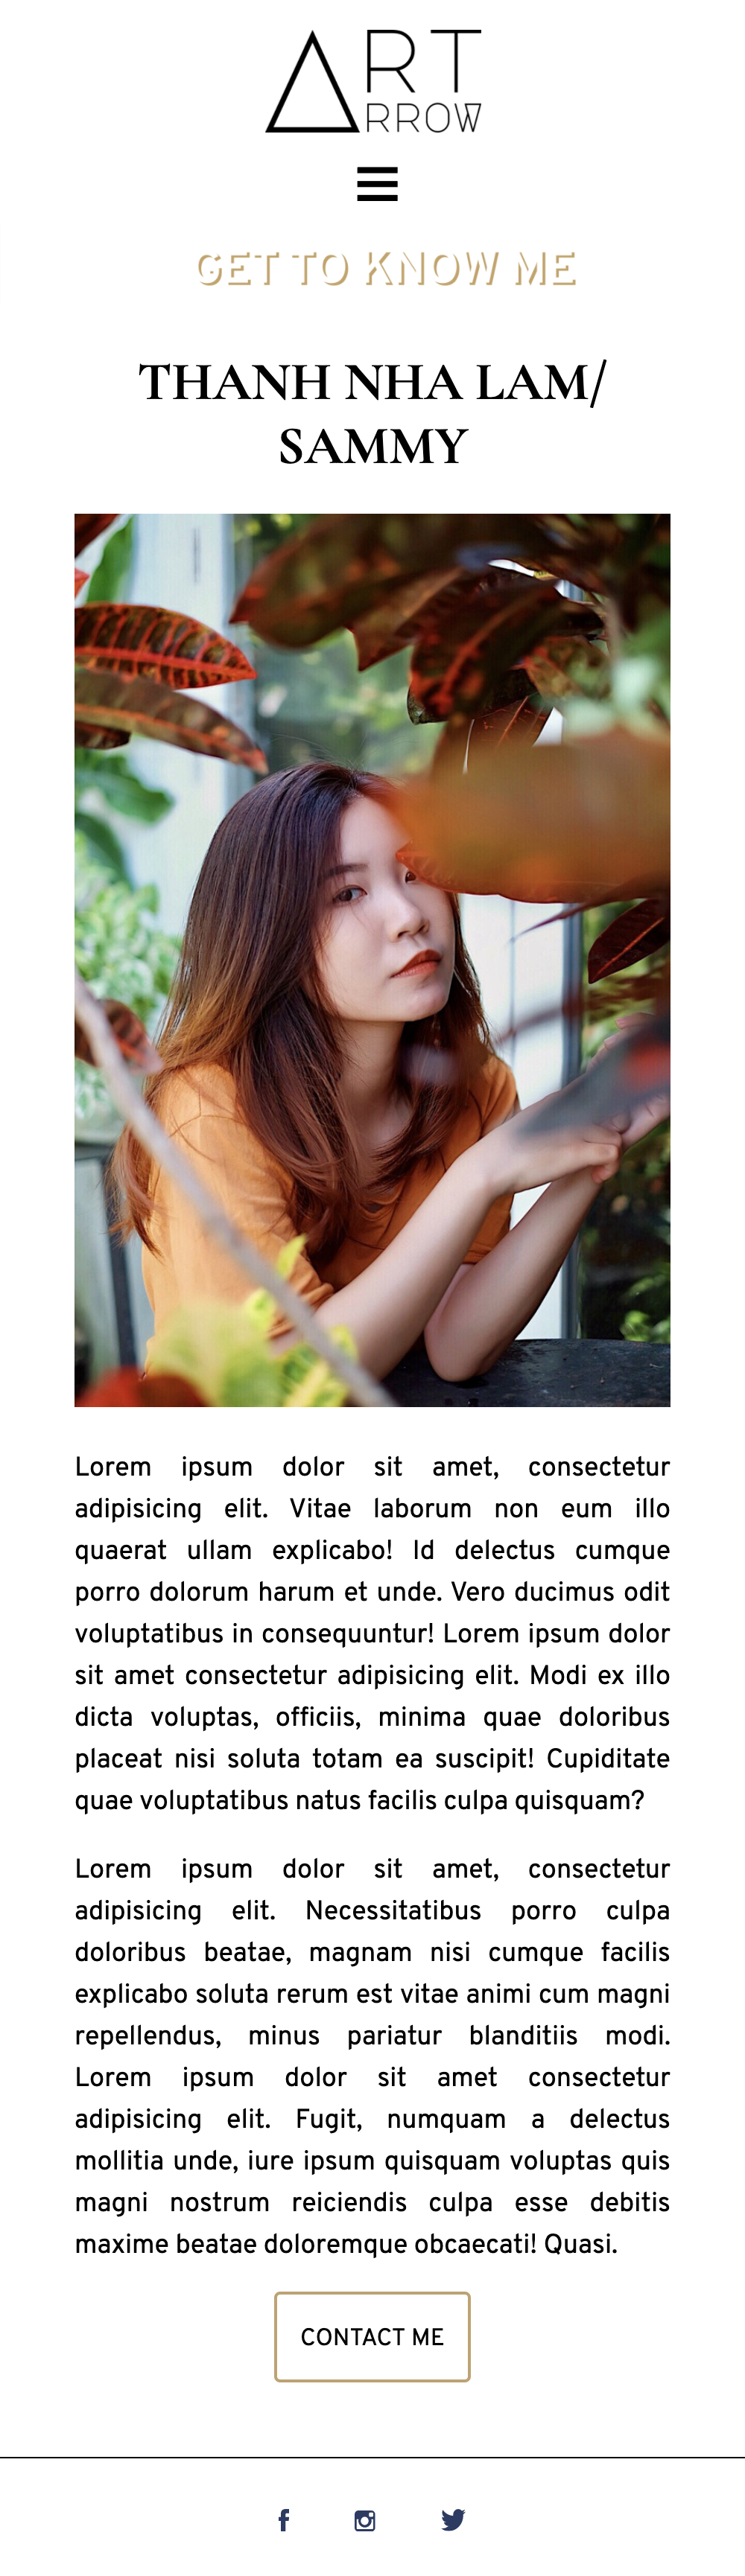 ART
RROW
GET TO KNOW ME
THANH NHA LAM/
SAMMY
Lorem ipsum dolor sit amet, consectetur
adipisicing elit. Vitae laborum non eum illo
quaerat ullam explicabo! Id delectus cumque
porro dolorum harum et unde. Vero ducimus odit
voluptatibus in consequuntur! Lorem ipsum dolor
sit amet consectetur adipisicing elit. Modi ex illo
dicta voluptas, officiis, minima quae doloribus
placeat nisi soluta totam ea suscipit! Cupiditate
quae voluptatibus natus facilis culpa quisquam?
Lorem ipsum dolor sit amet, consectetur
adipisicing elit. Necessitatibus porro culpa
doloribus beatae, magnam nisi cumque facilis
explicabo soluta rerum est vitae animi cum magni
repellendus, minus pariatur blanditiis modi.
Lorem ipsum dolor sit amet consectetur
adipisicing elit. Fugit, numquam a delectus
mollitia unde, iure ipsum quisquam voluptas quis
magni nostrum reiciendis culpa esse debitis
maxime beatae doloremque obcaecati! Quasi.
CONTACT ME